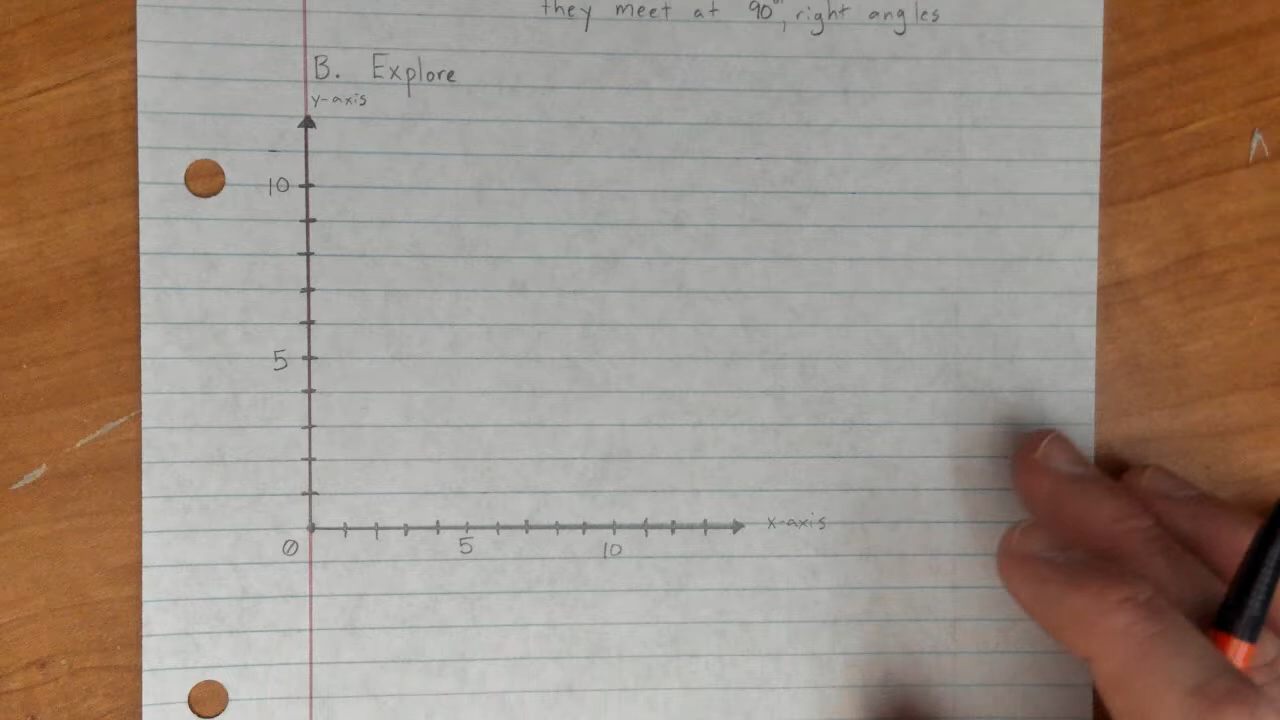 they meet at 90°, right angles
B. Explore
y-axis
10
5
0
5 10
x-axis